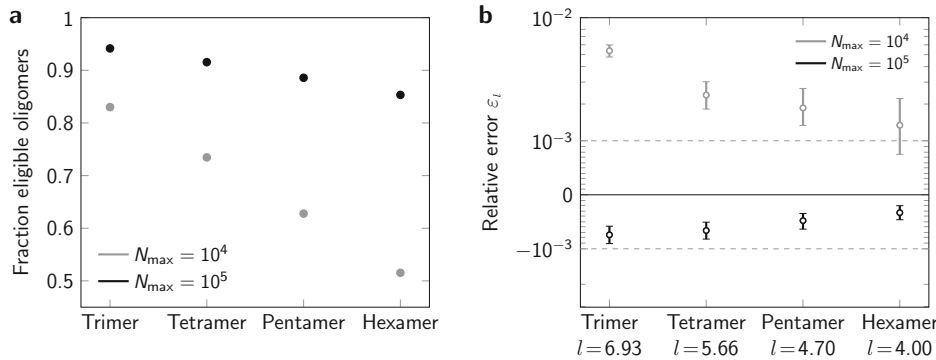 a
Fraction eligible oligomers
1
0.9
0.8
0.7
0.6
0.5
N_max = 10^4
N_max = 10^5
Trimer Tetramer Pentamer Hexamer
b
Relative error ε_l
10^−2
10^−3
0
−10^−3
N_max = 10^4
N_max = 10^5
Trimer Tetramer Pentamer Hexamer
l=6.93 l=5.66 l=4.70 l=4.00